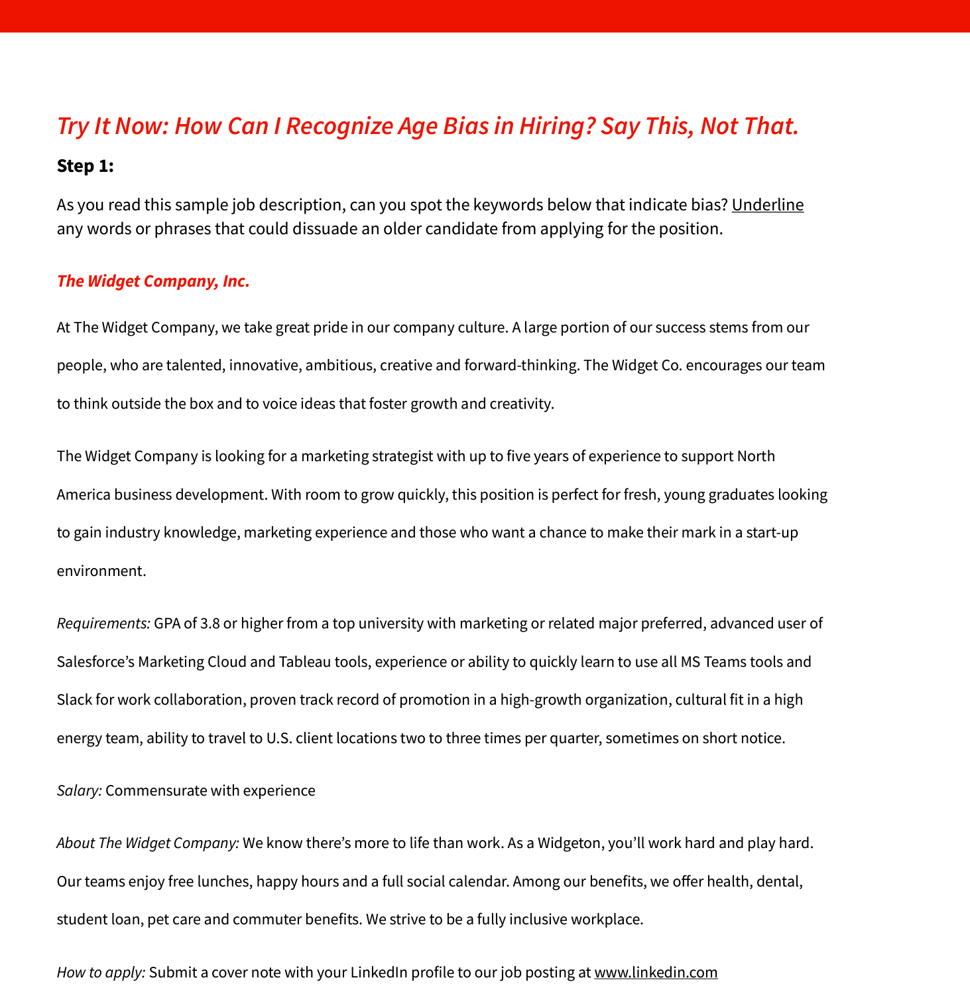 Try It Now: How Can I Recognize Age Bias in Hiring? Say This, Not That.
Step 1:
As you read this sample job description, can you spot the keywords below that indicate bias? Underline
any words or phrases that could dissuade an older candidate from applying for the position.
The Widget Company, Inc.
At The Widget Company, we take great pride in our company culture. A large portion of our success stems from our
people, who are talented, innovative, ambitious, creative and forward-thinking. The Widget Co. encourages our team
to think outside the box and to voice ideas that foster growth and creativity.
The Widget Company is looking for a marketing strategist with up to five years of experience to support North
America business development. With room to grow quickly, this position is perfect for fresh, young graduates looking
to gain industry knowledge, marketing experience and those who want a chance to make their mark in a start-up
environment.
Requirements: GPA of 3.8 or higher from a top university with marketing or related major preferred, advanced user of
Salesforce’s Marketing Cloud and Tableau tools, experience or ability to quickly learn to use all MS Teams tools and
Slack for work collaboration, proven track record of promotion in a high-growth organization, cultural fit in a high
energy team, ability to travel to U.S. client locations two to three times per quarter, sometimes on short notice.
Salary: Commensurate with experience
About The Widget Company: We know there’s more to life than work. As a Widgeton, you’ll work hard and play hard.
Our teams enjoy free lunches, happy hours and a full social calendar. Among our benefits, we offer health, dental,
student loan, pet care and commuter benefits. We strive to be a fully inclusive workplace.
How to apply: Submit a cover note with your LinkedIn profile to our job posting at www.linkedin.com